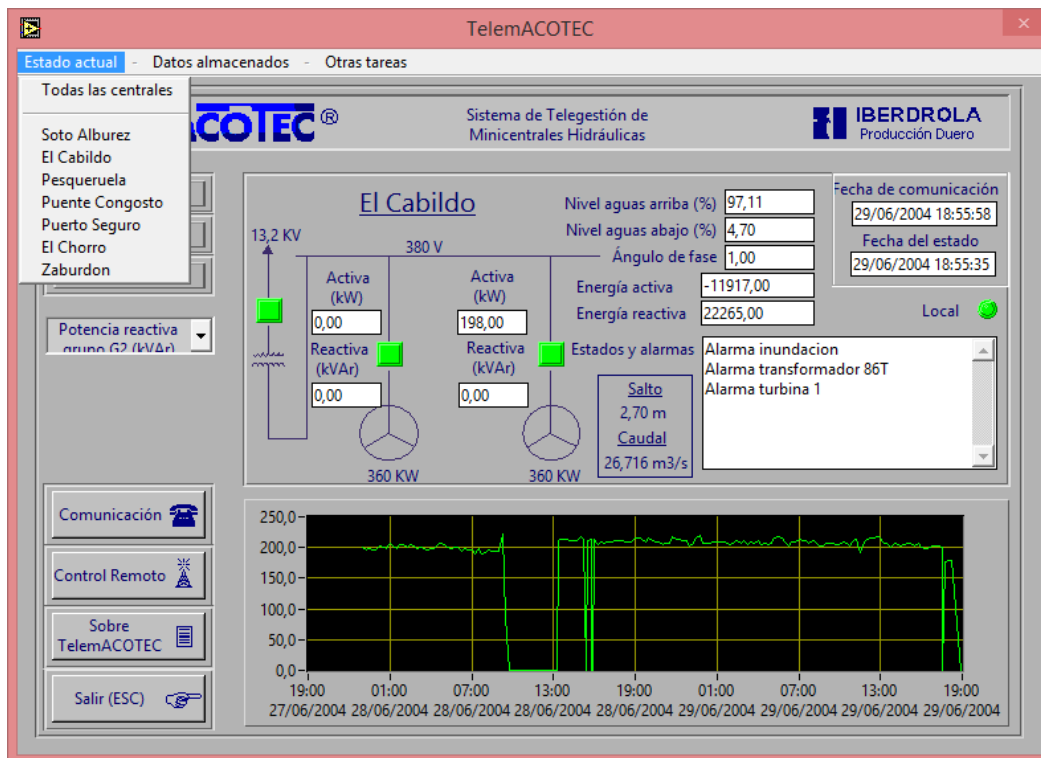 TelemACOTEC
Estado actual - Datos almacenados - Otras tareas
Todas las centrales
Soto Alburez
El Cabildo
Pesqueruela
Puente Congosto
Puerto Seguro
El Chorro
Zaburdon
COTEC®
Sistema de Telegestión de
Minicentrales Hidráulicas
IBERDROLA
Producción Duero
El Cabildo
13,2 KV
380 V
Activa
(kW)
0,00
Reactiva
(kVAr)
0,00
360 KW
Activa
(kW)
198,00
Reactiva
(kVAr)
0,00
360 KW
Nivel aguas arriba (%) 97,11
Nivel aguas abajo (%) 4,70
Ángulo de fase 1,00
Energía activa -11917,00
Energía reactiva 22265,00
Fecha de comunicación
29/06/2004 18:55:58
Fecha del estado
29/06/2004 18:55:35
Local
Estados y alarmas
Alarma inundacion
Alarma transformador 86T
Alarma turbina 1
Salto
2,70 m
Caudal
26,716 m3/s
Potencia reactiva
grupo G2 (kVAr)
Comunicación
Control Remoto
Sobre
TelemACOTEC
Salir (ESC)
250,0
200,0
150,0
100,0
50,0
0,0
19:00 01:00 07:00 13:00 19:00 01:00 07:00 13:00 19:00
27/06/2004 28/06/2004 28/06/2004 28/06/2004 28/06/2004 29/06/2004 29/06/2004 29/06/2004 29/06/2004